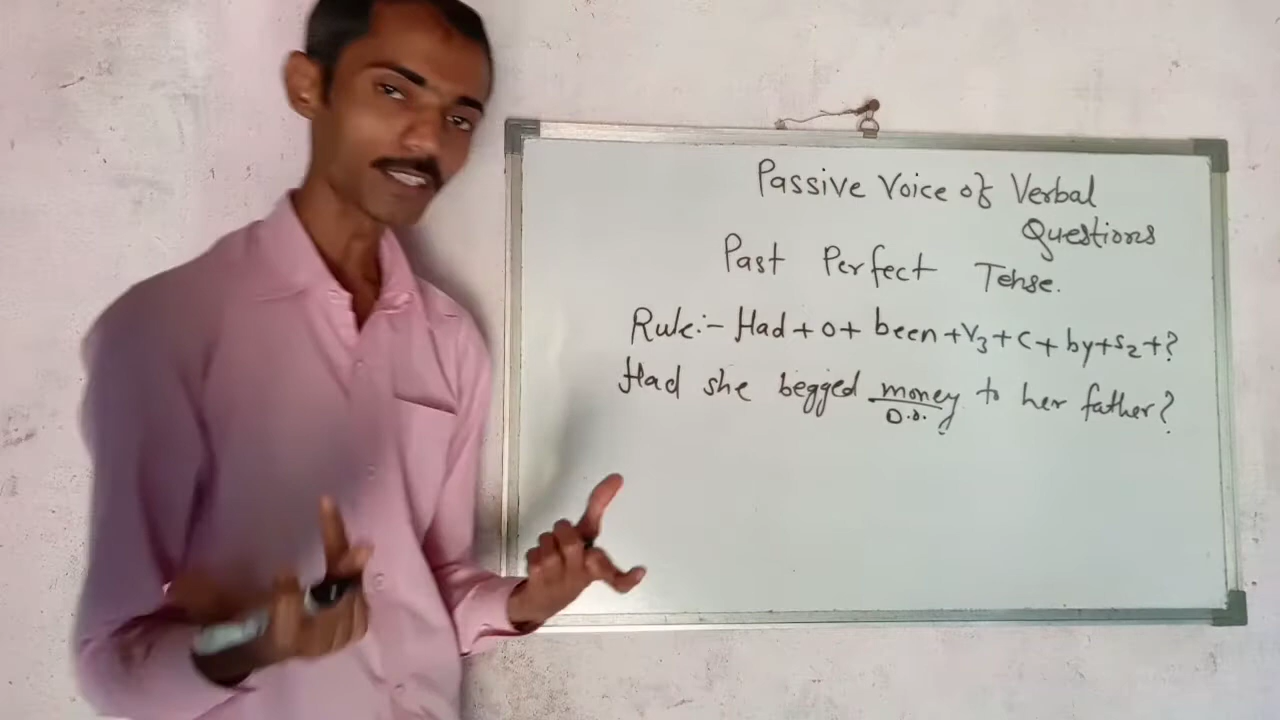 Passive Voice of Verbal
Questions
Past Perfect Tense.
Rule:- Had + o + been + V3 + C + by + S2 + ?
Had she begged money to her father?
O.D.